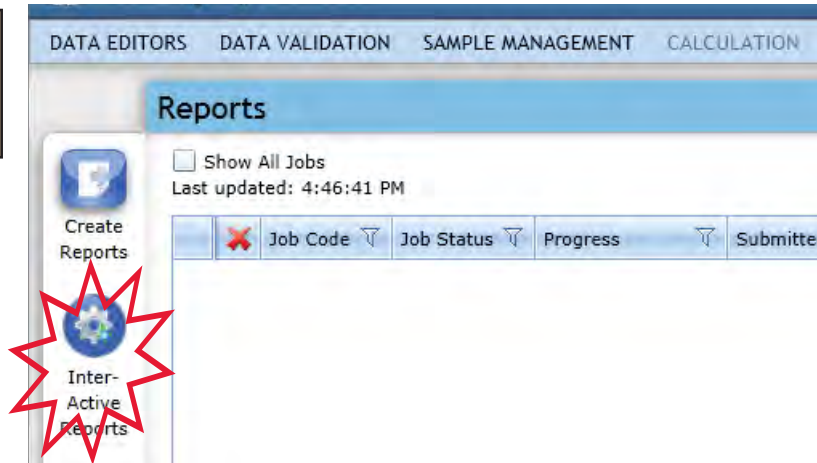 DATA EDITORS DATA VALIDATION SAMPLE MANAGEMENT CALCULATION
Reports
Show All Jobs
Last updated: 4:46:41 PM
Create
Reports
Job Code Job Status Progress Submitte
Inter-
Active
Reports